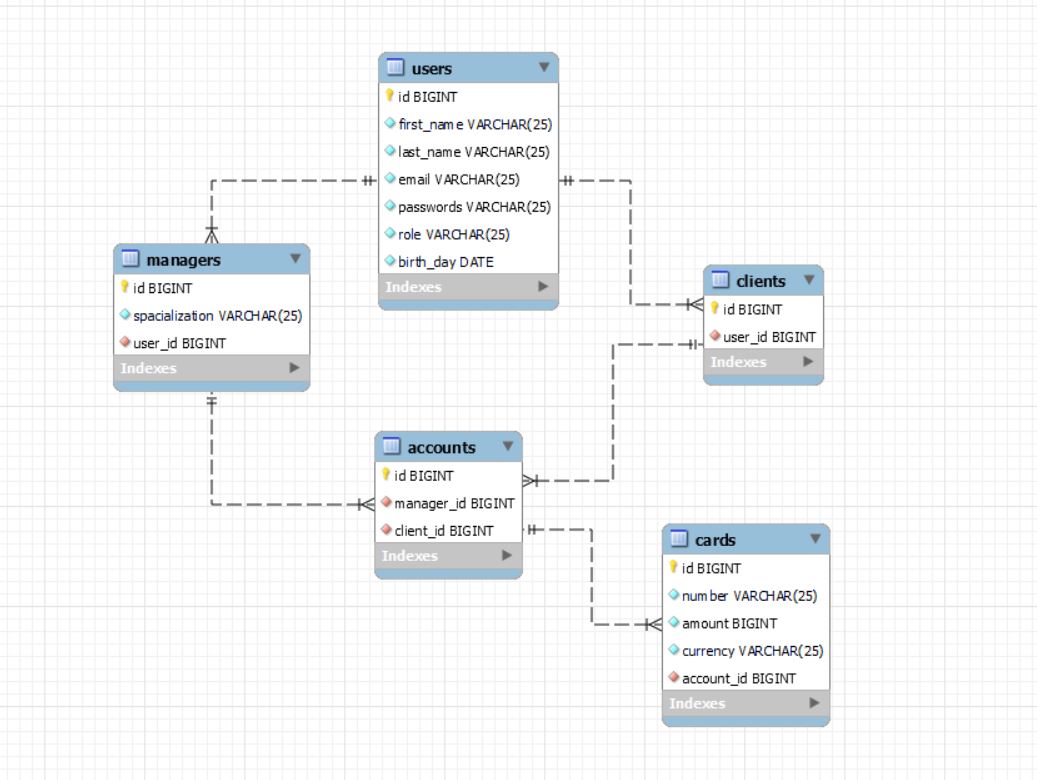 users
id BIGINT
first_name VARCHAR(25)
last_name VARCHAR(25)
email VARCHAR(25)
passwords VARCHAR(25)
role VARCHAR(25)
birth_day DATE
Indexes
managers
id BIGINT
spacialization VARCHAR(25)
user_id BIGINT
Indexes
clients
id BIGINT
user_id BIGINT
Indexes
accounts
id BIGINT
manager_id BIGINT
client_id BIGINT
Indexes
cards
id BIGINT
number VARCHAR(25)
amount BIGINT
currency VARCHAR(25)
account_id BIGINT
Indexes